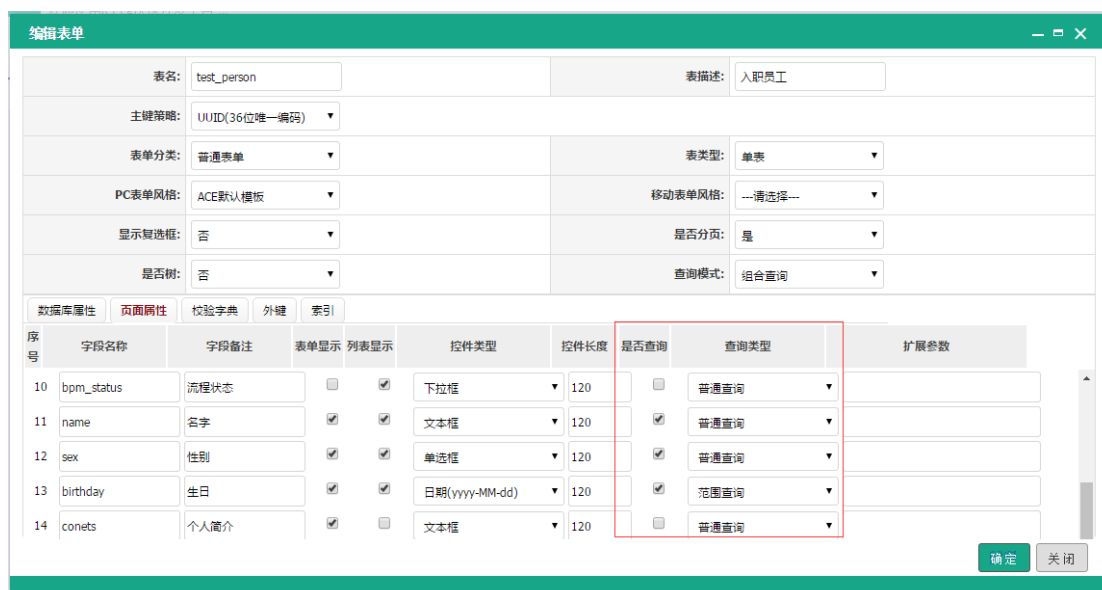 编辑表单
表名: test_person 表描述: 入职员工
主键策略: UUID(36位唯一编码)
表单分类: 普通表单 表类型: 单表
PC表单风格: ACE默认模板 移动表单风格: ---请选择---
显示复选框: 否 是否分页: 是
是否树: 否 查询模式: 组合查询
数据库属性 页面属性 校验字典 外键 索引
序号 字段名称 字段备注 表单显示 列表显示 控件类型 控件长度 是否查询 查询类型 扩展参数
10 bpm_status 流程状态 下拉框 120 普通查询
11 name 名字 文本框 120 普通查询
12 sex 性别 单选框 120 普通查询
13 birthday 生日 日期(yyyy-MM-dd) 120 范围查询
14 conets 个人简介 文本框 120 普通查询
确定 关闭